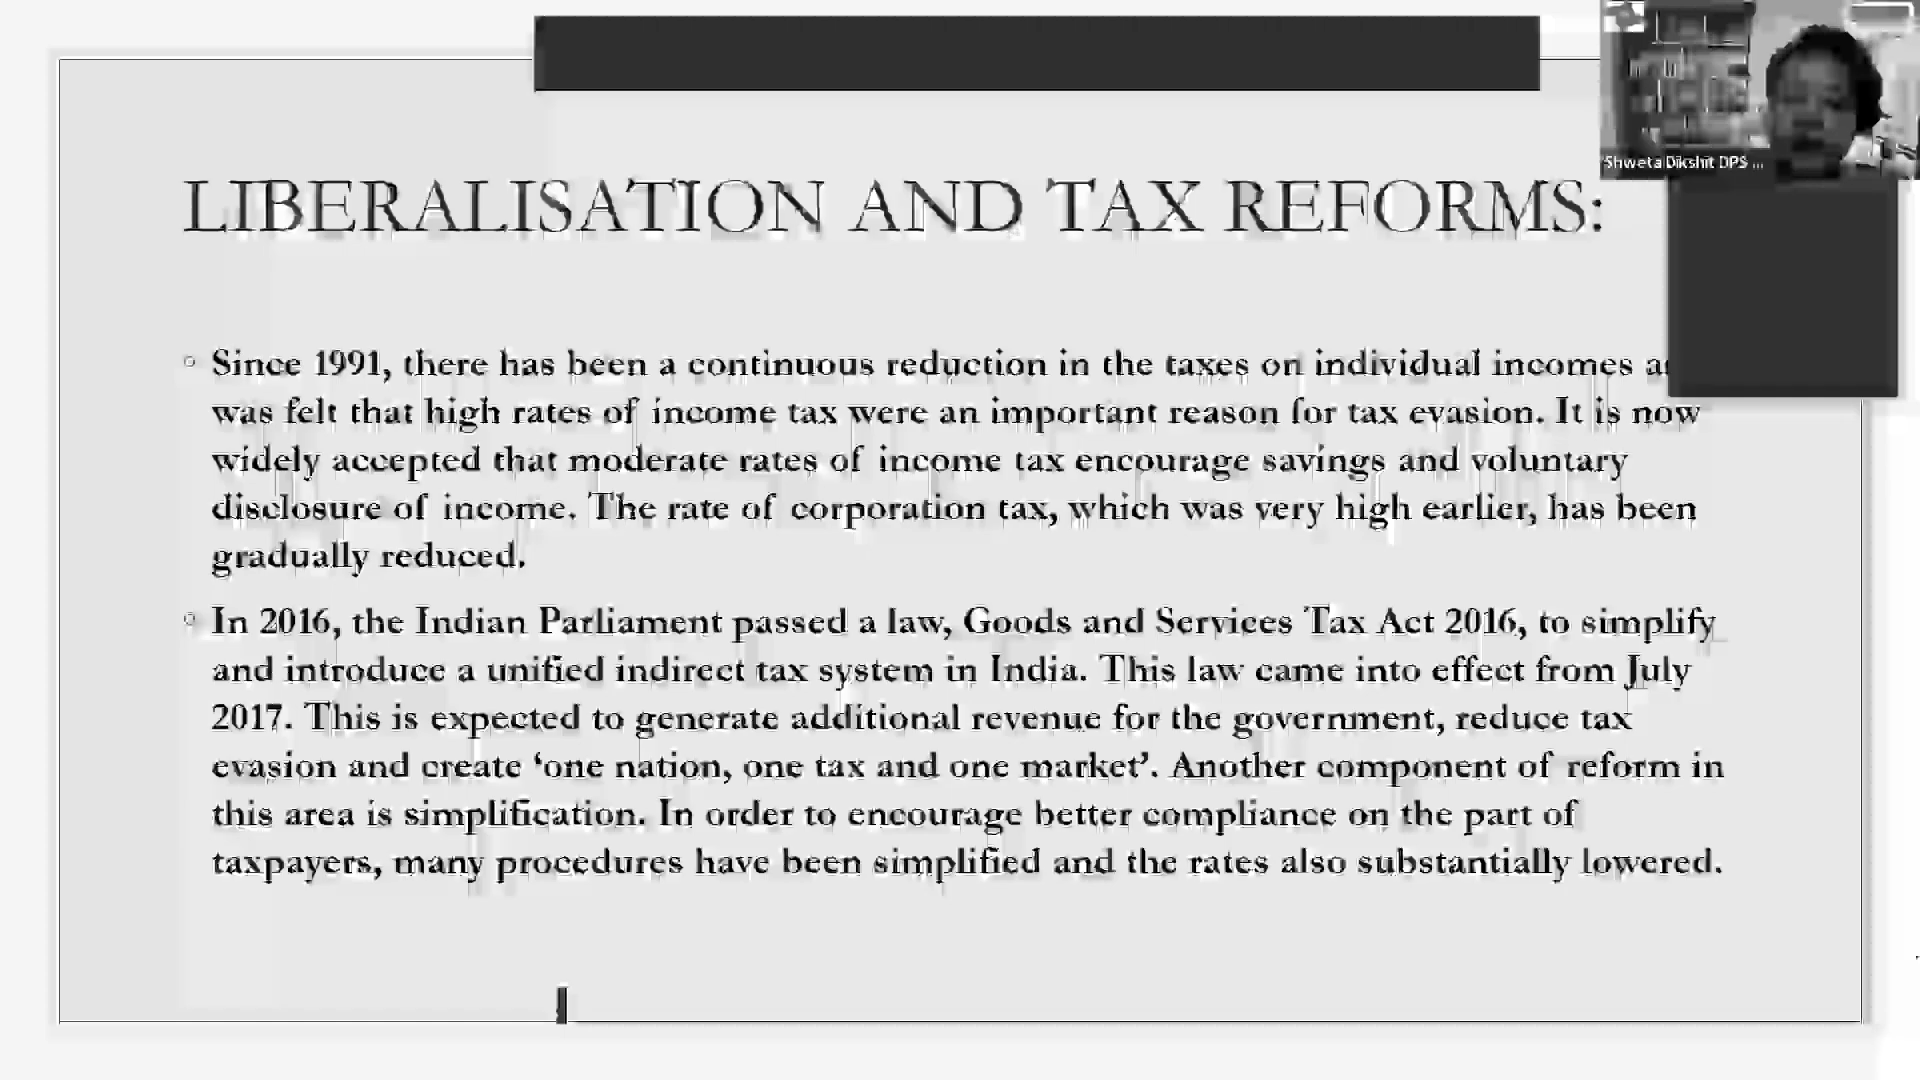 Shweta Dikshit DPS ...
LIBERALISATION AND TAX REFORMS:
Since 1991, there has been a continuous reduction in the taxes on individual incomes
was felt that high rates of income tax were an important reason for tax evasion. It is now
widely accepted that moderate rates of income tax encourage savings and voluntary
disclosure of income. The rate of corporation tax, which was very high earlier, has been
gradually reduced.
In 2016, the Indian Parliament passed a law, Goods and Services Tax Act 2016, to simplify
and introduce a unified indirect tax system in India. This law came into effect from July
2017. This is expected to generate additional revenue for the government, reduce tax
evasion and create ‘one nation, one tax and one market’. Another component of reform in
this area is simplification. In order to encourage better compliance on the part of
taxpayers, many procedures have been simplified and the rates also substantially lowered.